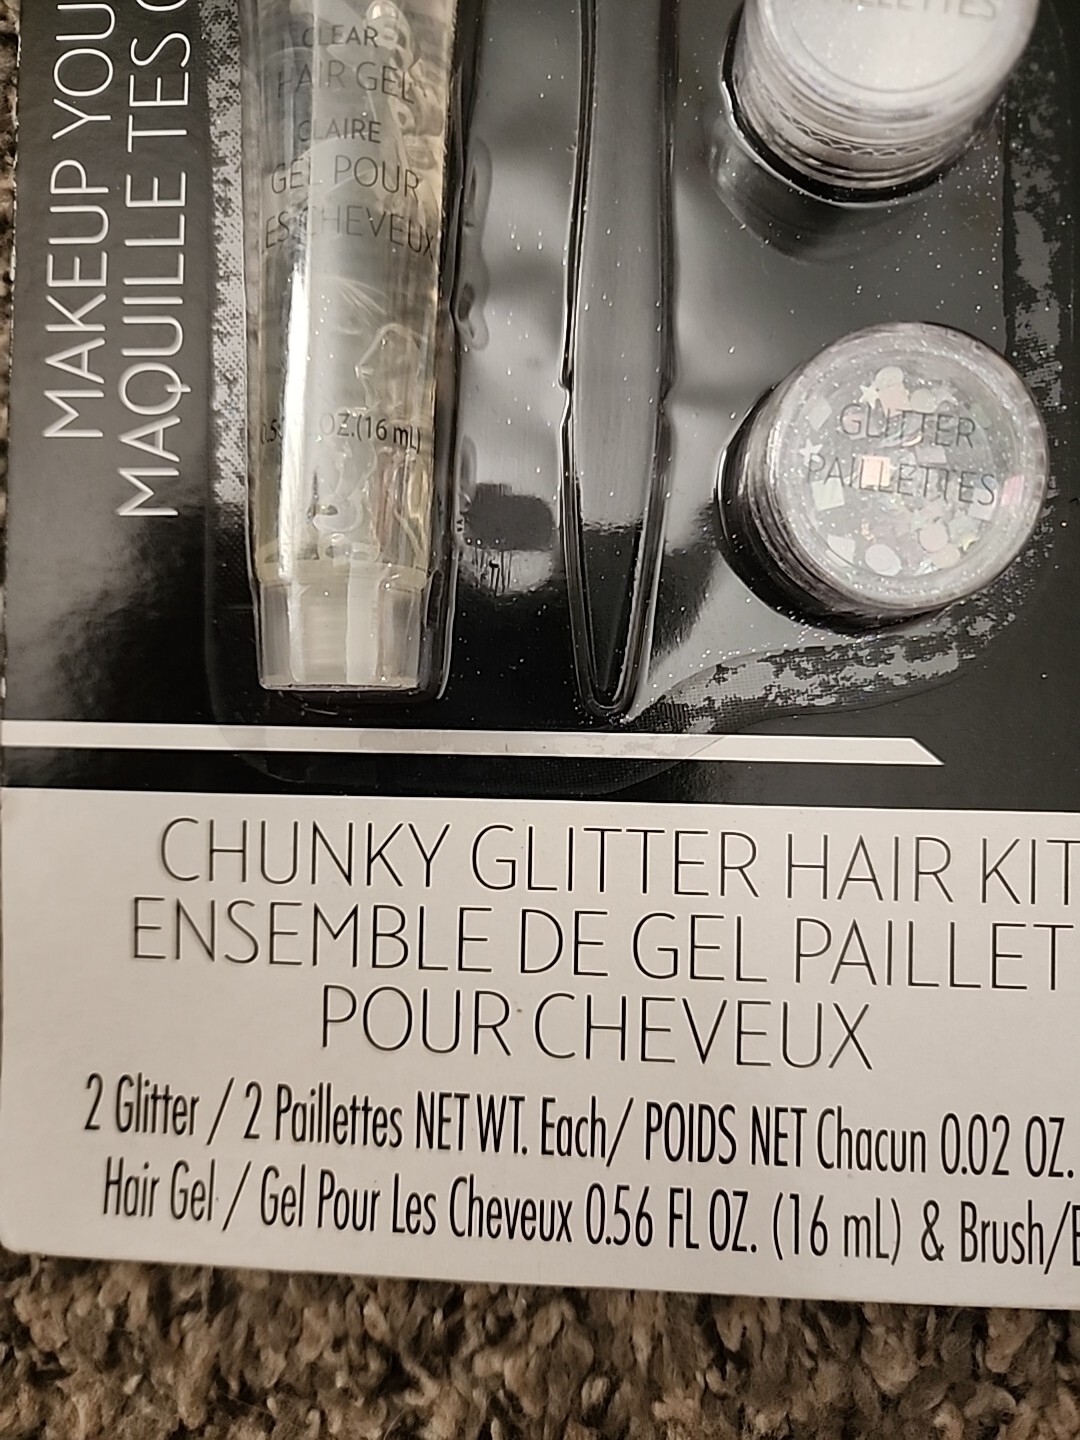 MAKEUP YOU
MAQUILLE TES
CLEAR
HAIR GEL
CLAIRE
GEL POUR
ES CHEVEUX
OZ.(16 mL)
PAILLETTES
GLITTER
PAILLETTES
CHUNKY GLITTER HAIR KIT
ENSEMBLE DE GEL PAILLET
POUR CHEVEUX
2 Glitter / 2 Paillettes NET WT. Each/ POIDS NET Chacun 0.02 OZ.
Hair Gel / Gel Pour Les Cheveux 0.56 FL OZ. (16 mL) & Brush/